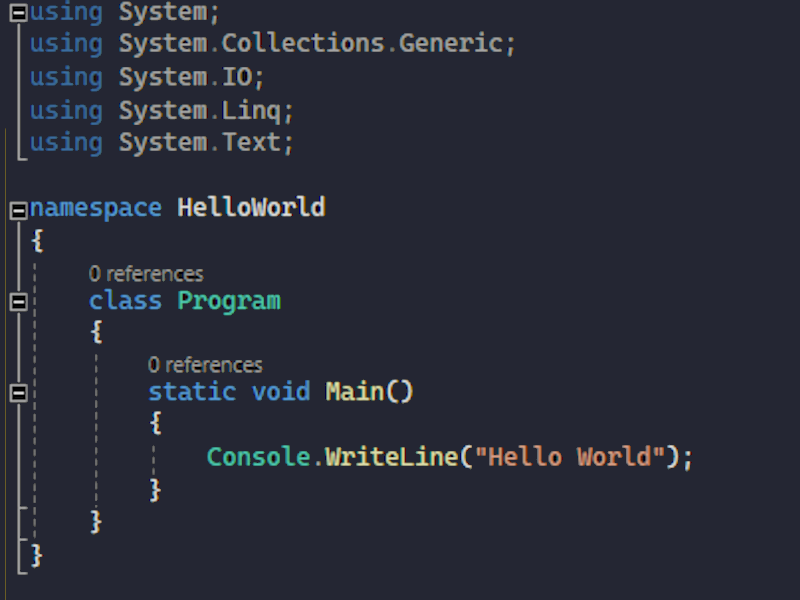 using System;
using System.Collections.Generic;
using System.IO;
using System.Linq;
using System.Text;
namespace HelloWorld
{
0 references
class Program
{
0 references
static void Main()
{
Console.WriteLine("Hello World");
}
}
}